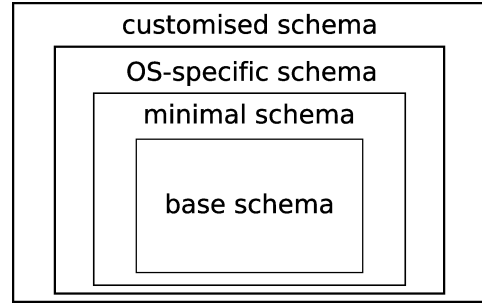 customised schema
OS-specific schema
minimal schema
base schema